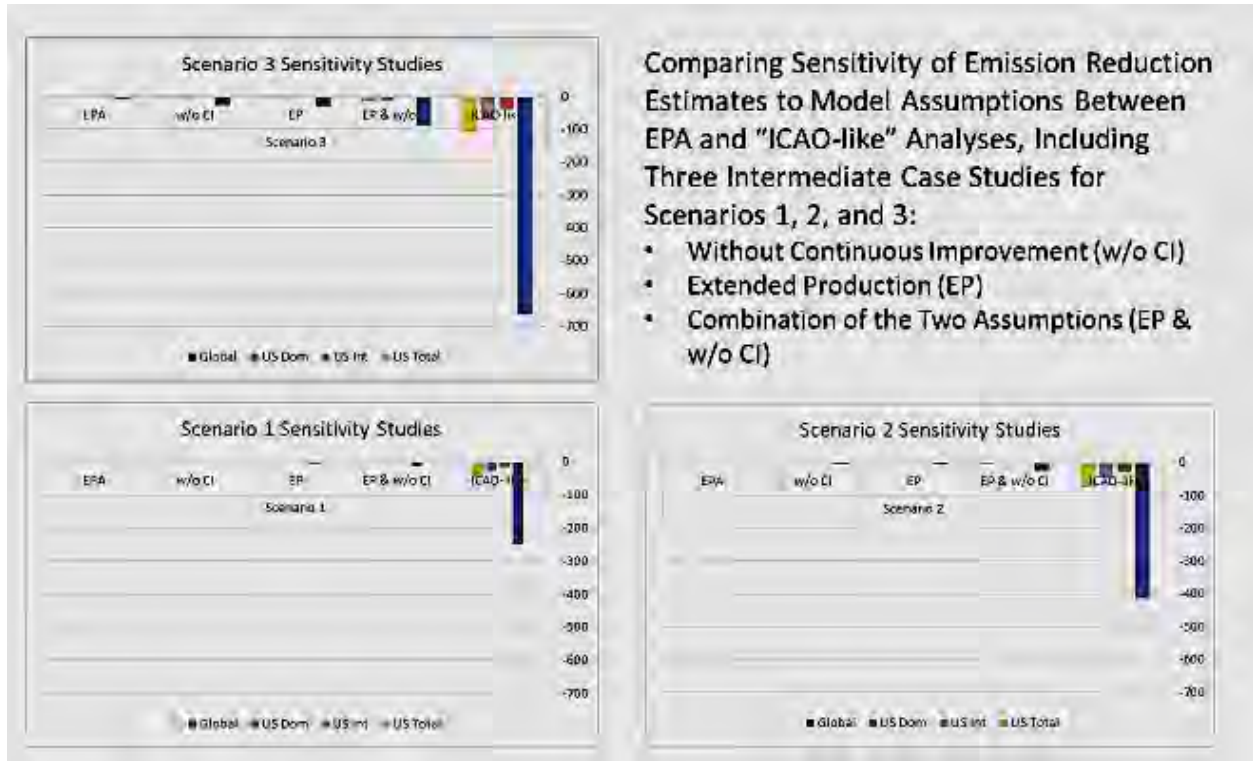 Scenario 3 Sensitivity Studies
EPA w/o CI EP EP & w/o
Scenario 3
0
-100
-200
-300
-400
-500
-600
-700
Global US Dom US Int US Total
Comparing Sensitivity of Emission Reduction
Estimates to Model Assumptions Between
EPA and “ICAO-like” Analyses, Including
Three Intermediate Case Studies for
Scenarios 1, 2, and 3:
• Without Continuous Improvement (w/o CI)
• Extended Production (EP)
• Combination of the Two Assumptions (EP &
w/o CI)
Scenario 1 Sensitivity Studies
EPA w/o CI EP EP & w/o CI
Scenario 1
0
-100
-200
-300
-400
-500
-600
-700
Global US Dom US Int US Total
Scenario 2 Sensitivity Studies
EPA w/o CI EP EP & w/o CI ICAO-like
Scenario 2
0
-100
-200
-300
-400
-500
-600
-700
Global US Dom US Int US Total